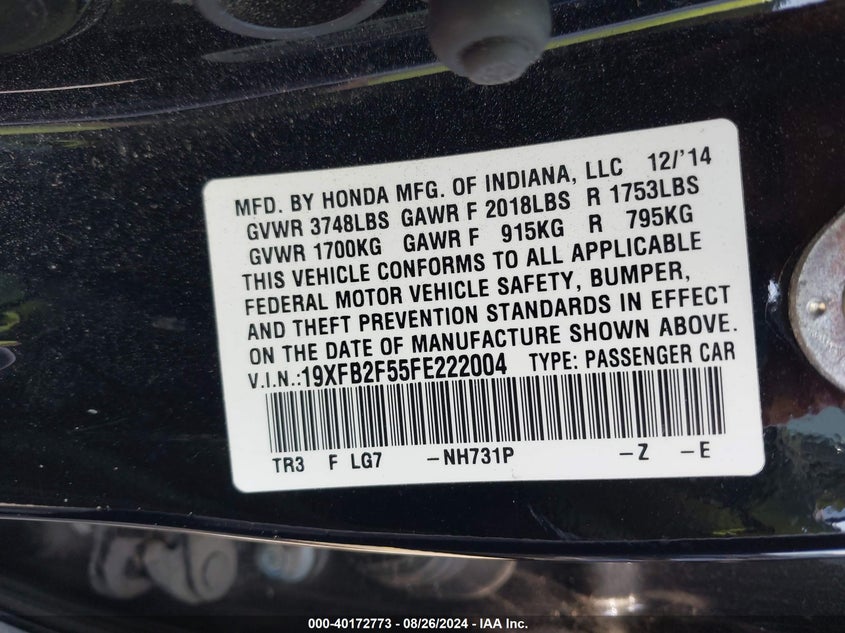 MFD. BY HONDA MFG. OF INDIANA, LLC 12/'14
GVWR 3748LBS GAWR F 2018LBS R 1753LBS
GVWR 1700KG GAWR F 915KG R 795KG
THIS VEHICLE CONFORMS TO ALL APPLICABLE
FEDERAL MOTOR VEHICLE SAFETY, BUMPER,
AND THEFT PREVENTION STANDARDS IN EFFECT
ON THE DATE OF MANUFACTURE SHOWN ABOVE.
V.I.N.:19XFB2F55FE222004 TYPE: PASSENGER CAR
TR3 F LG7 -NH731P -Z -E
000-40172773 - 08/26/2024 - IAA Inc.